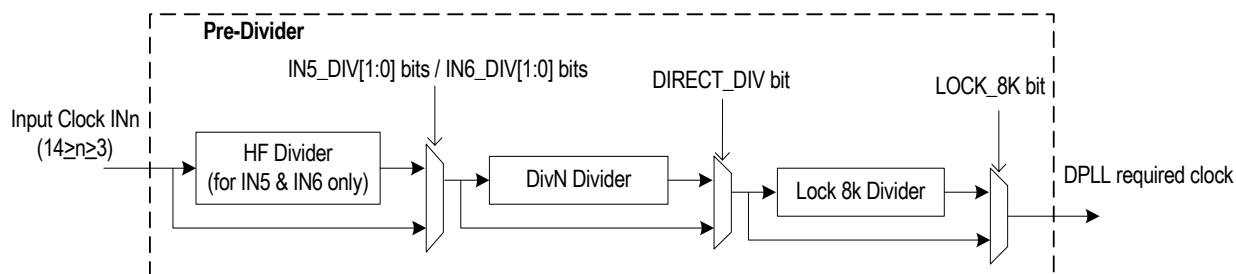 Pre-Divider
IN5_DIV[1:0] bits / IN6_DIV[1:0] bits
DIRECT_DIV bit
LOCK_8K bit
Input Clock INn
(14≥n≥3)
HF Divider
(for IN5 & IN6 only)
DivN Divider
Lock 8k Divider
DPLL required clock